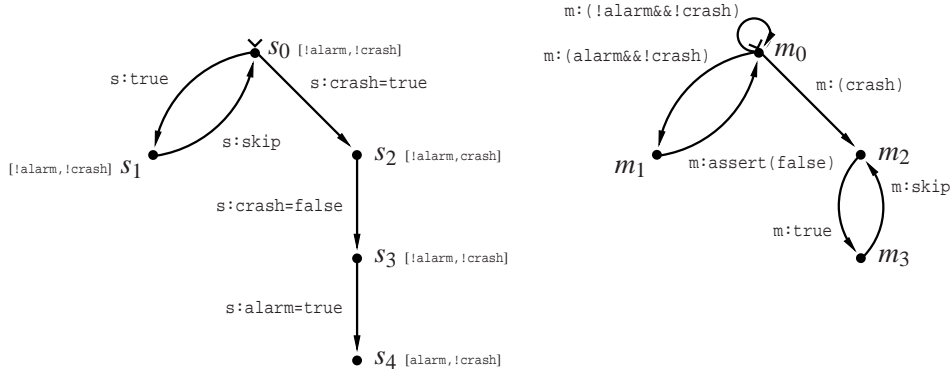 m:(!alarm&&!crash)
s0 [!alarm,!crash]
m0
s:true
s:crash=true
m:(alarm&&!crash)
m:(crash)
s:skip
[!alarm,!crash] s1
s2 [!alarm,crash]
m1
m:assert(false)
m2
s:crash=false
m:skip
m:true
s3 [!alarm,!crash]
m3
s:alarm=true
s4 [alarm,!crash]